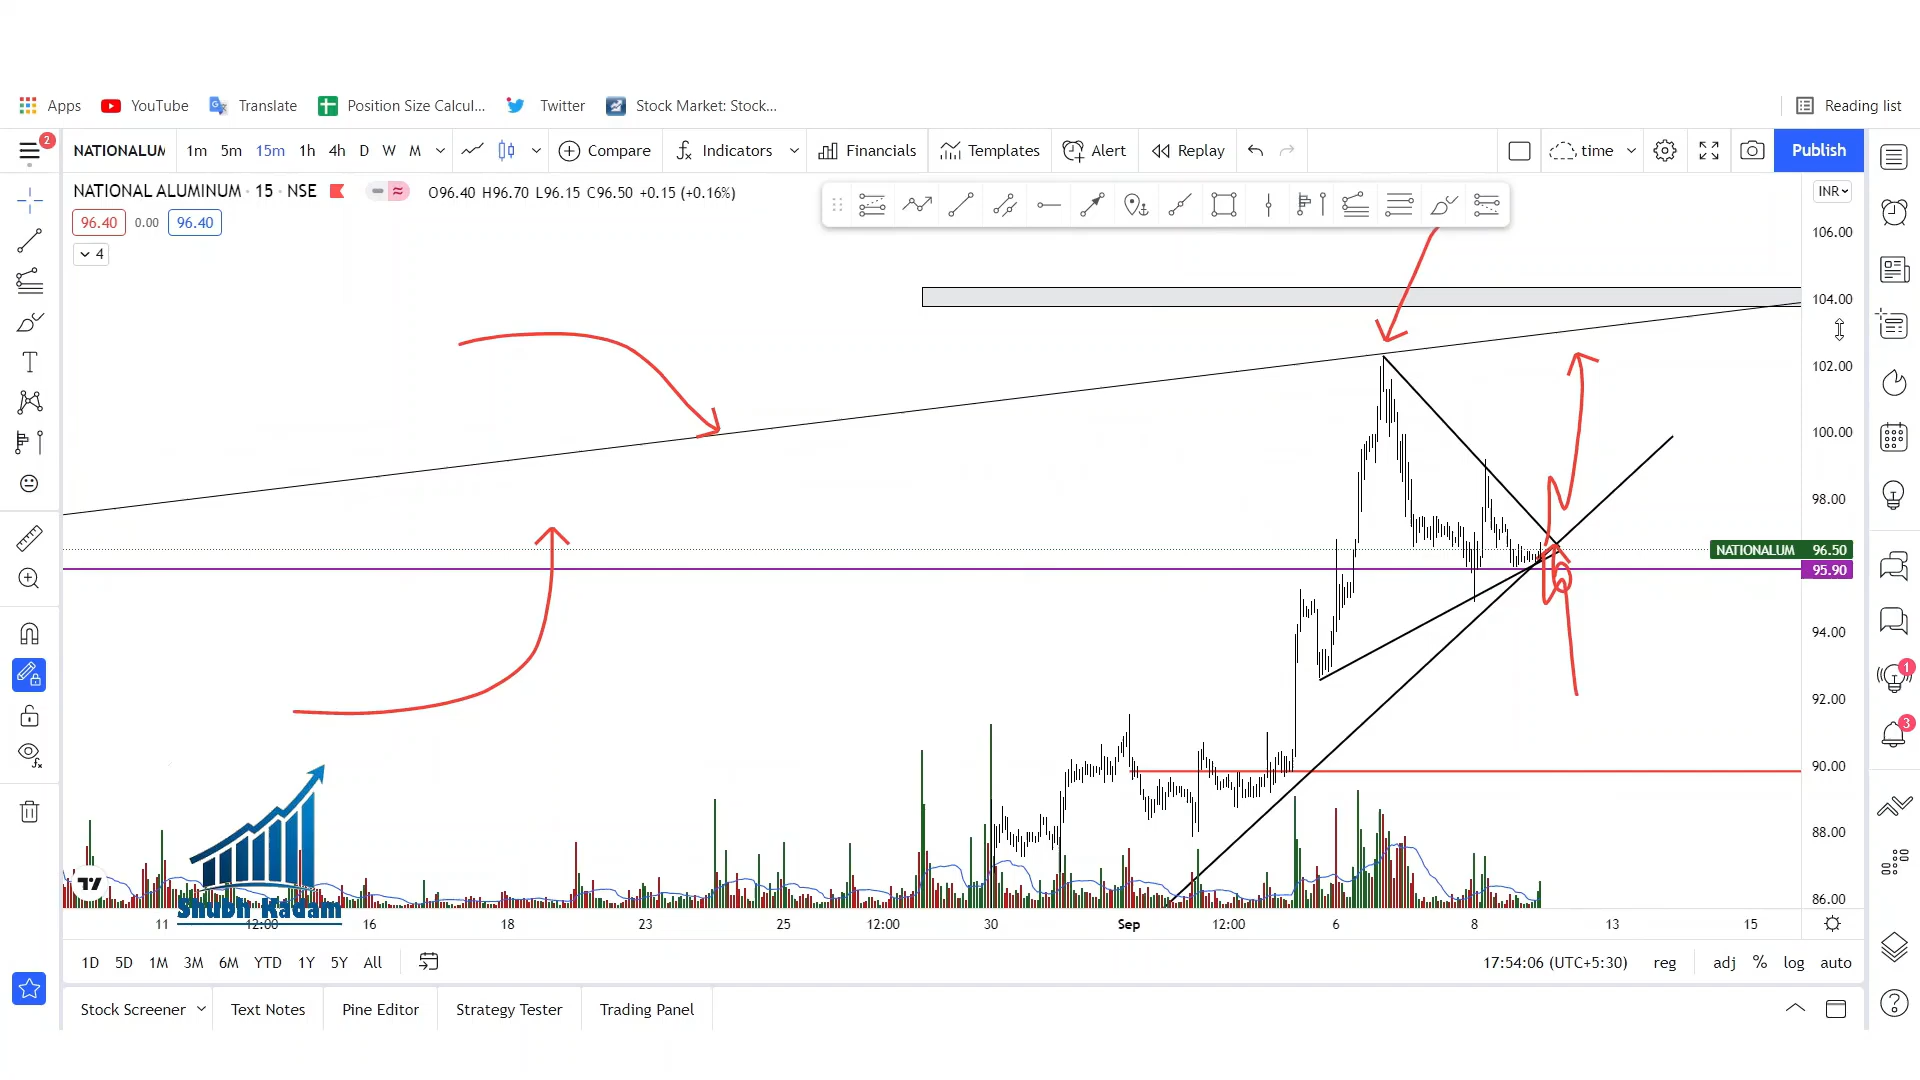 Apps YouTube Translate Position Size Calcul... Twitter Stock Market: Stock... Reading list
2 NATIONALUM 1m 5m 15m 1h 4h D W M Compare Indicators Financials Templates Alert Replay time Publish
NATIONAL ALUMINUM · 15 · NSE O96.40 H96.70 L96.15 C96.50 +0.15 (+0.16%) INR
96.40 0.00 96.40
4
106.00
104.00
102.00
100.00
98.00
NATIONALUM 96.50
95.90
94.00
92.00
90.00
88.00
86.00
1
3
Shubh Kadam
11 12:00 16 18 23 25 12:00 30 Sep 12:00 6 8 13 15
1D 5D 1M 3M 6M YTD 1Y 5Y All 17:54:06 (UTC+5:30) reg adj % log auto
Stock Screener Text Notes Pine Editor Strategy Tester Trading Panel